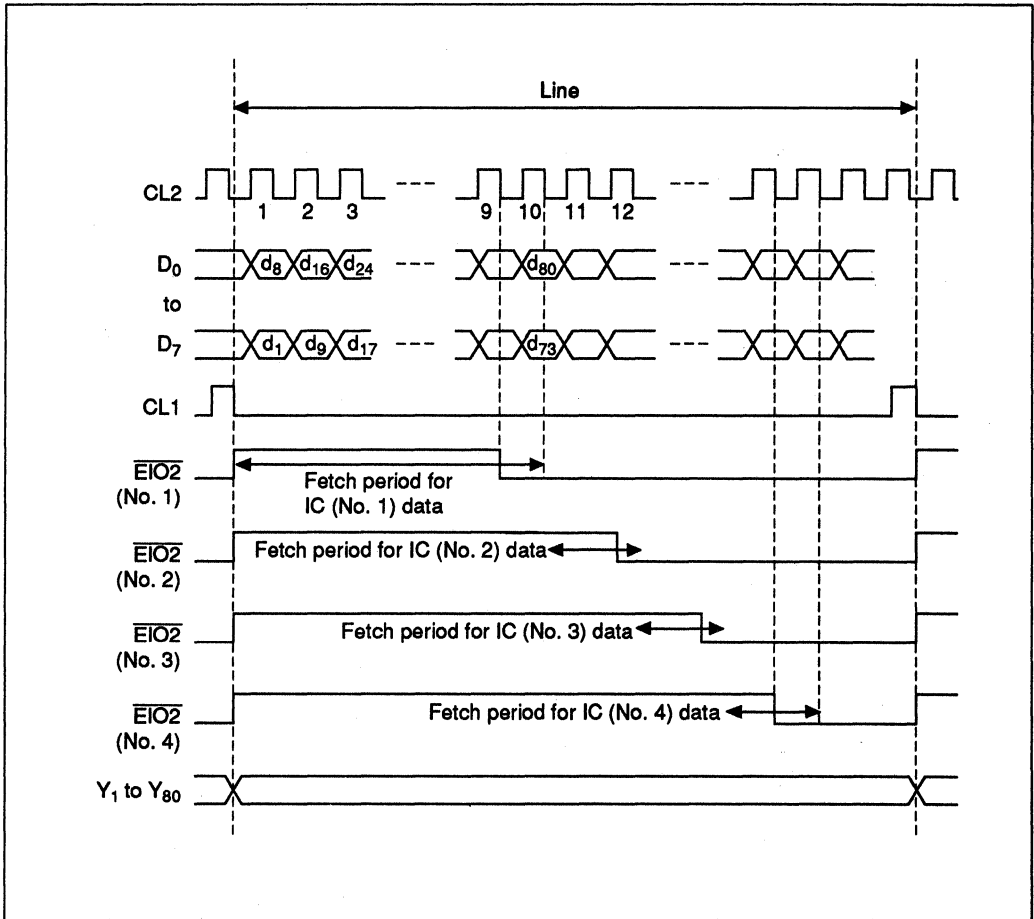 Line
CL2
1 2 3 ---- 9 10 11 12 ----
D0 d8 d16 d24 ---- d80 ----
to
D7 d1 d9 d17 ---- d73 ----
CL1
EIO2
(No. 1)
Fetch period for
IC (No. 1) data
EIO2
(No. 2)
Fetch period for IC (No. 2) data
EIO2
(No. 3)
Fetch period for IC (No. 3) data
EIO2
(No. 4)
Fetch period for IC (No. 4) data
Y1 to Y80